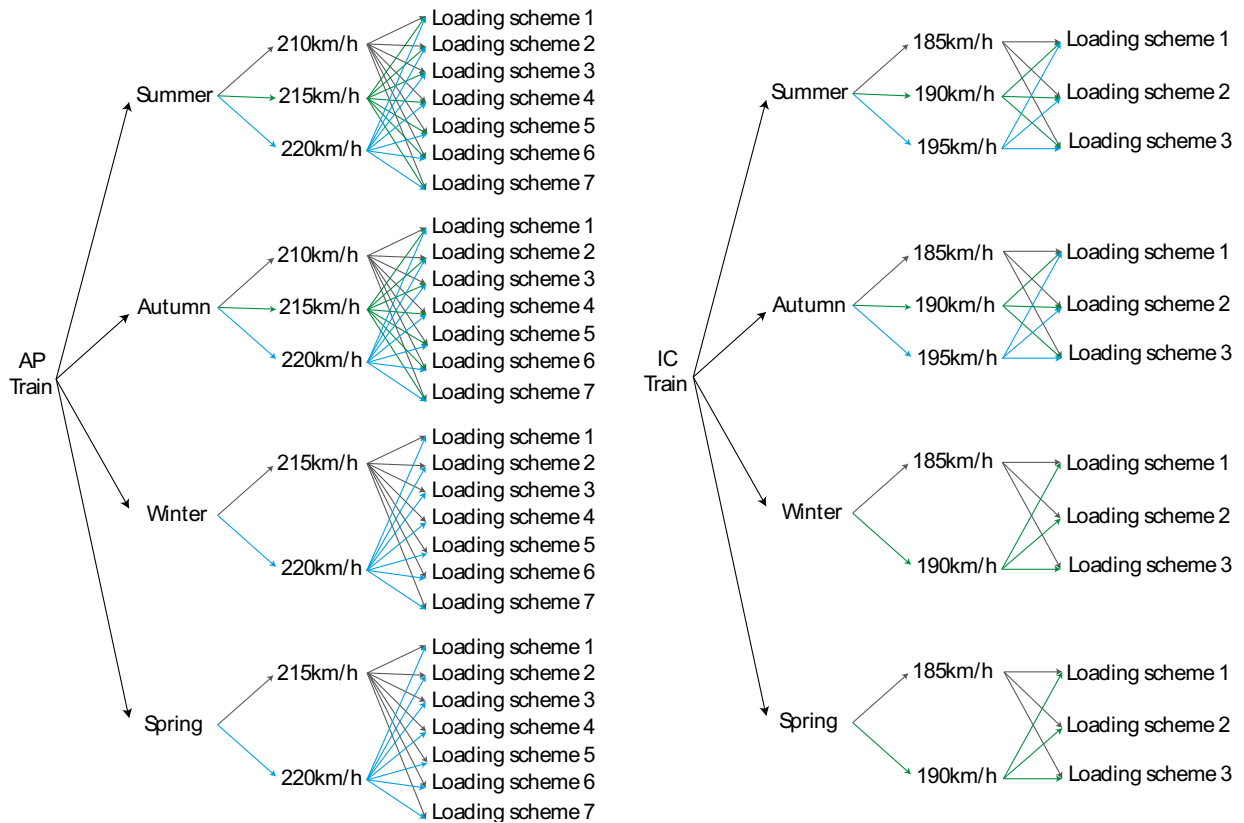 AP
Train
Summer
210km/h
215km/h
220km/h
Loading scheme 1
Loading scheme 2
Loading scheme 3
Loading scheme 4
Loading scheme 5
Loading scheme 6
Loading scheme 7
Autumn
210km/h
215km/h
220km/h
Loading scheme 1
Loading scheme 2
Loading scheme 3
Loading scheme 4
Loading scheme 5
Loading scheme 6
Loading scheme 7
Winter
215km/h
220km/h
Loading scheme 1
Loading scheme 2
Loading scheme 3
Loading scheme 4
Loading scheme 5
Loading scheme 6
Loading scheme 7
Spring
215km/h
220km/h
Loading scheme 1
Loading scheme 2
Loading scheme 3
Loading scheme 4
Loading scheme 5
Loading scheme 6
Loading scheme 7
IC
Train
Summer
185km/h
190km/h
195km/h
Loading scheme 1
Loading scheme 2
Loading scheme 3
Autumn
185km/h
190km/h
195km/h
Loading scheme 1
Loading scheme 2
Loading scheme 3
Winter
185km/h
190km/h
Loading scheme 1
Loading scheme 2
Loading scheme 3
Spring
185km/h
190km/h
Loading scheme 1
Loading scheme 2
Loading scheme 3